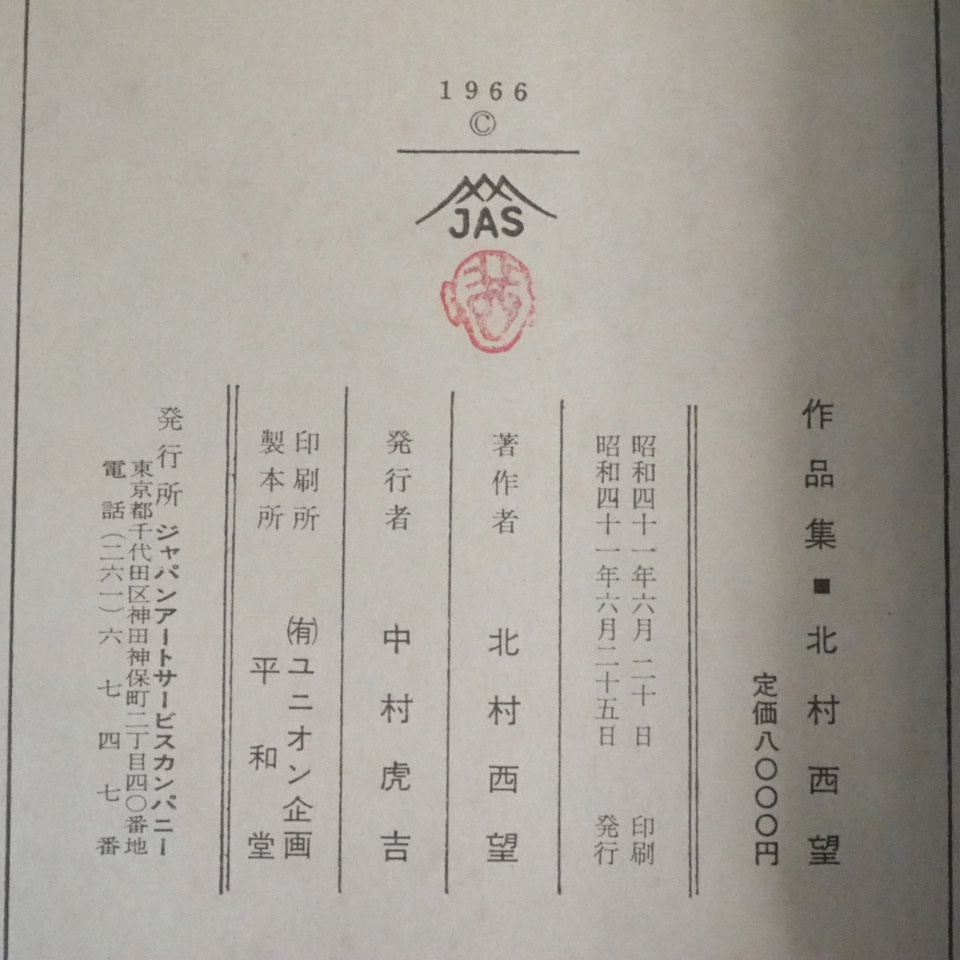 1966
©
JAS
作品集■北村西望
定価八〇〇〇円
昭和四十一年六月二十日 印刷
昭和四十一年六月二十五日 発行
著作者 北村西望
発行者 中村虎吉
印刷所 ㈲ユニオン企画
製本所 平和堂
発行所 ジャパンアートサービスカンパニー
東京都千代田区神田神保町二丁目四〇番地
電話(二六一)六七四七番